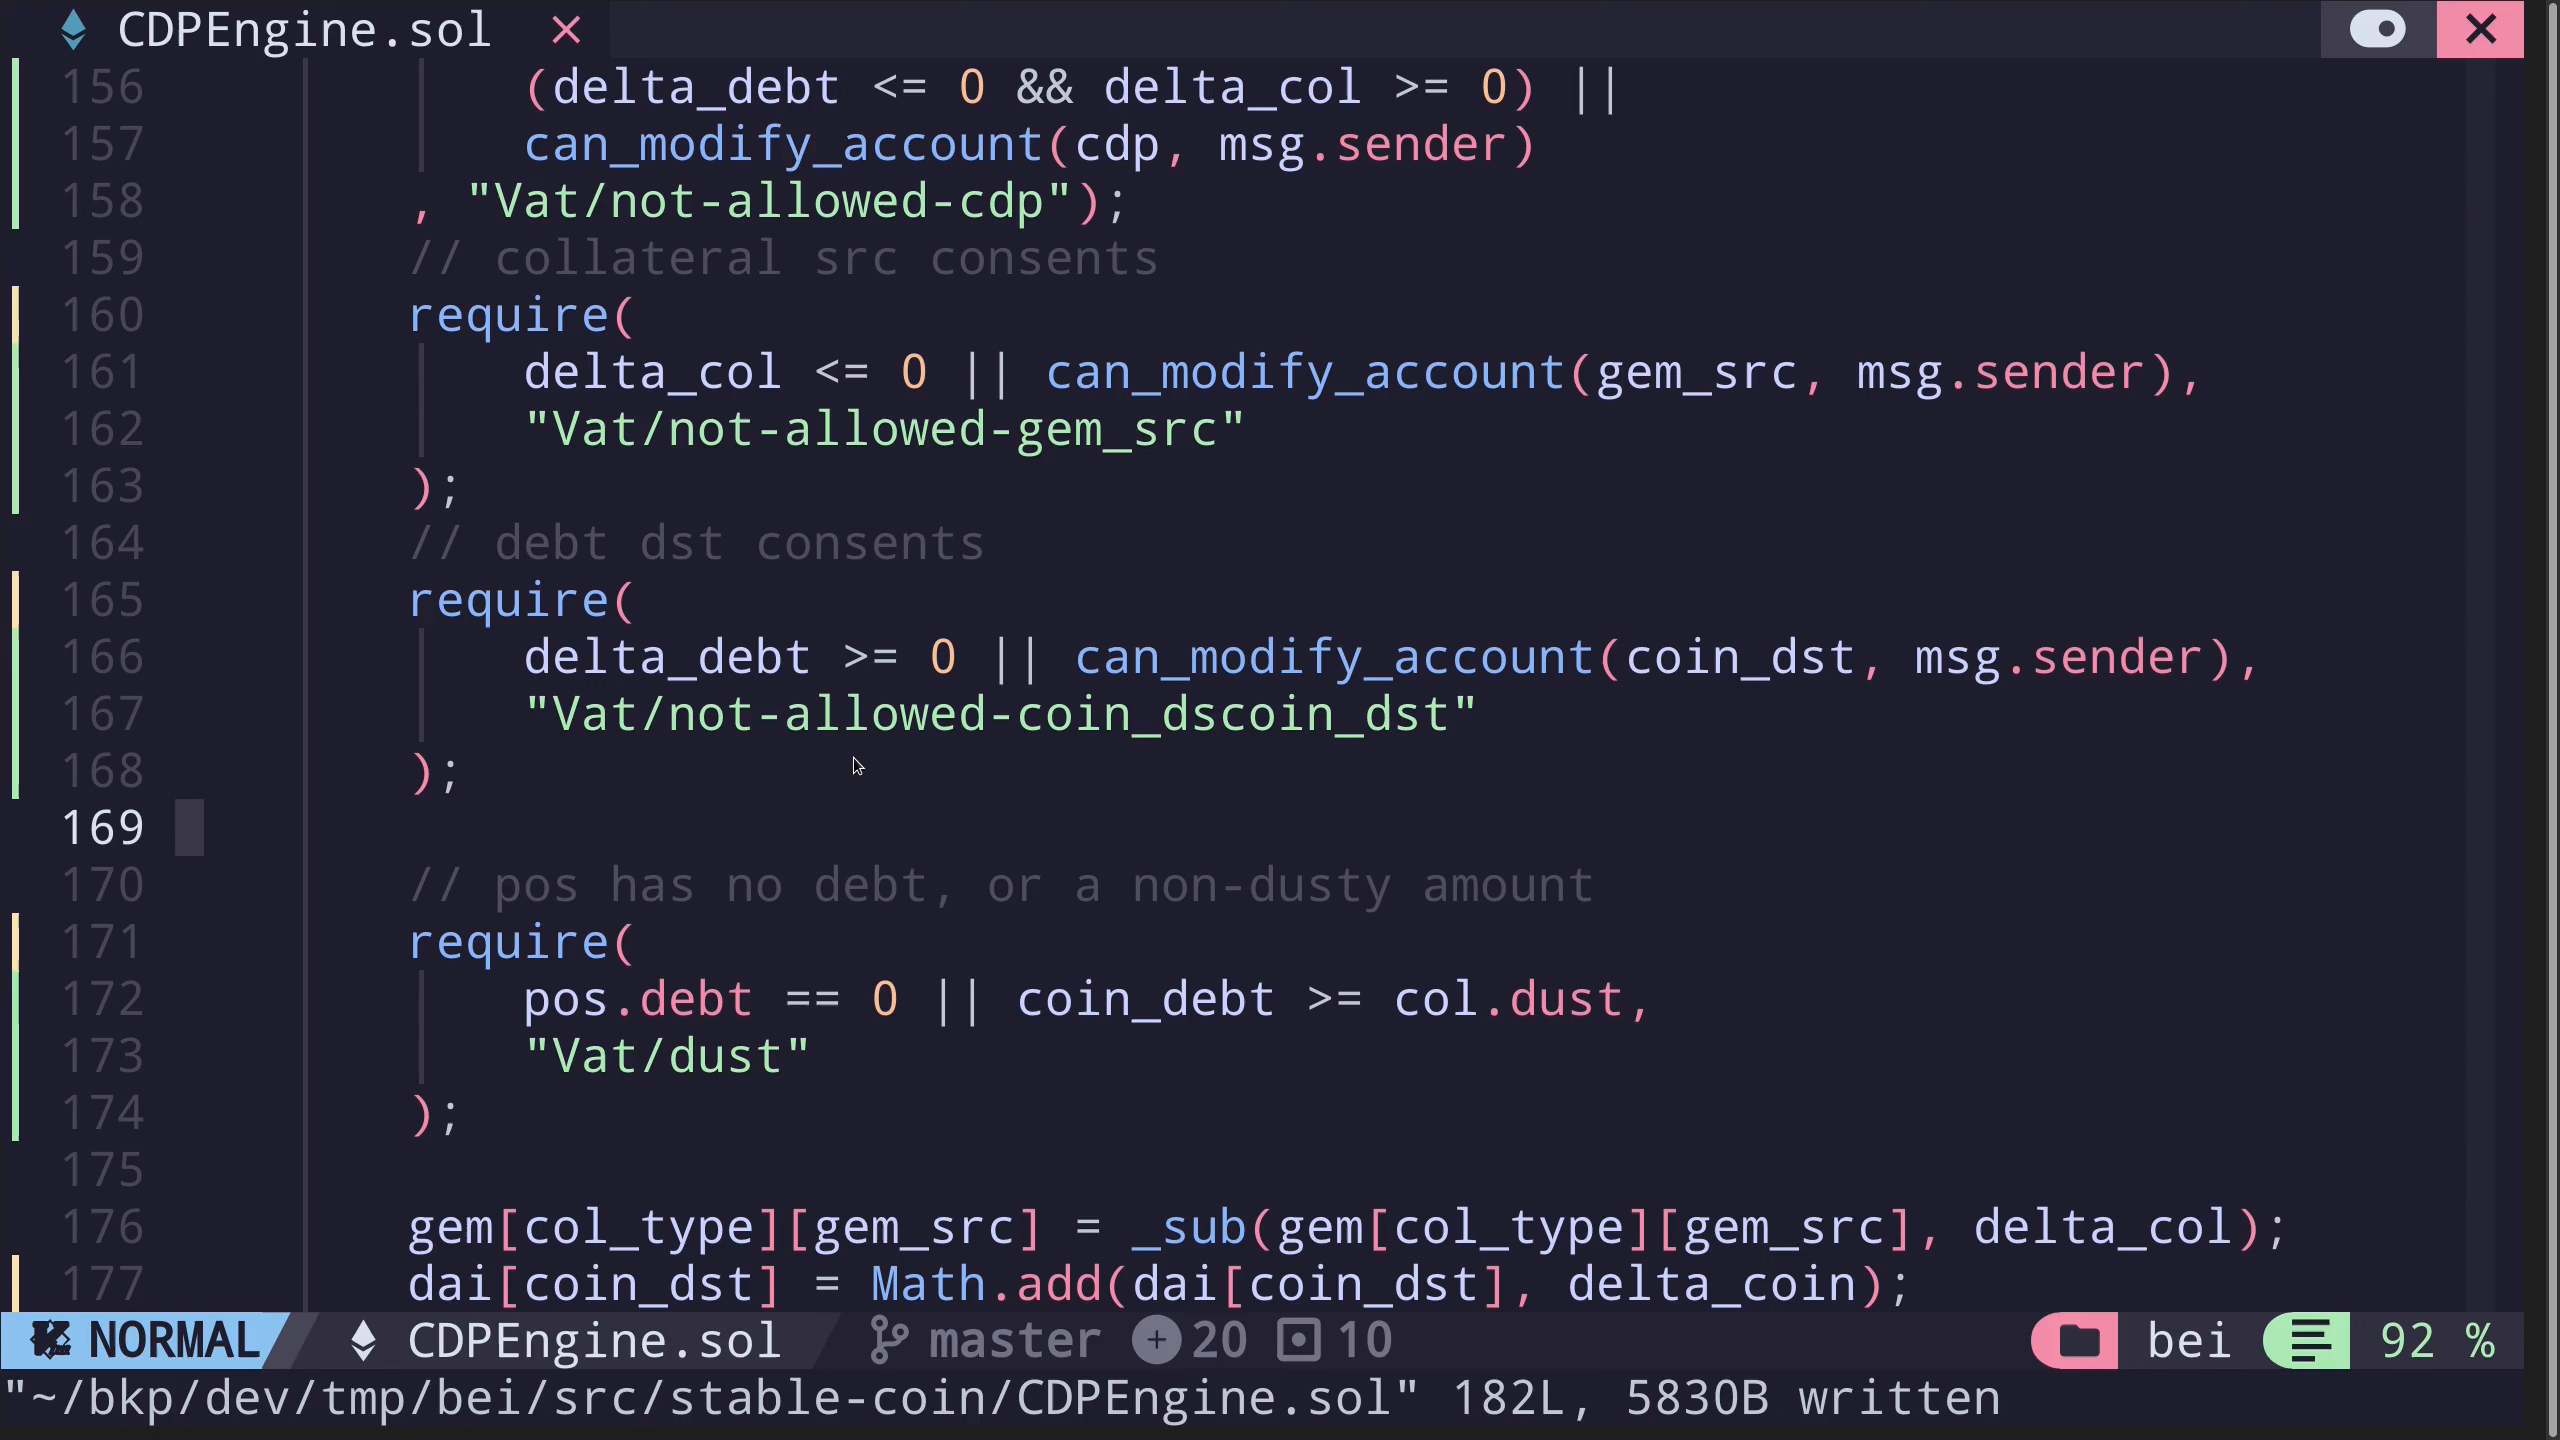 CDPEngine.sol
156 (delta_debt <= 0 && delta_col >= 0) ||
157 can_modify_account(cdp, msg.sender)
158 , "Vat/not-allowed-cdp");
159 // collateral src consents
160 require(
161 delta_col <= 0 || can_modify_account(gem_src, msg.sender),
162 "Vat/not-allowed-gem_src"
163 );
164 // debt dst consents
165 require(
166 delta_debt >= 0 || can_modify_account(coin_dst, msg.sender),
167 "Vat/not-allowed-coin_dscoin_dst"
168 );
169
170 // pos has no debt, or a non-dusty amount
171 require(
172 pos.debt == 0 || coin_debt >= col.dust,
173 "Vat/dust"
174 );
175
176 gem[col_type][gem_src] = _sub(gem[col_type][gem_src], delta_col);
177 dai[coin_dst] = Math.add(dai[coin_dst], delta_coin);
NORMAL CDPEngine.sol master 20 10 bei 92 %
"~/bkp/dev/tmp/bei/src/stable-coin/CDPEngine.sol" 182L, 5830B written